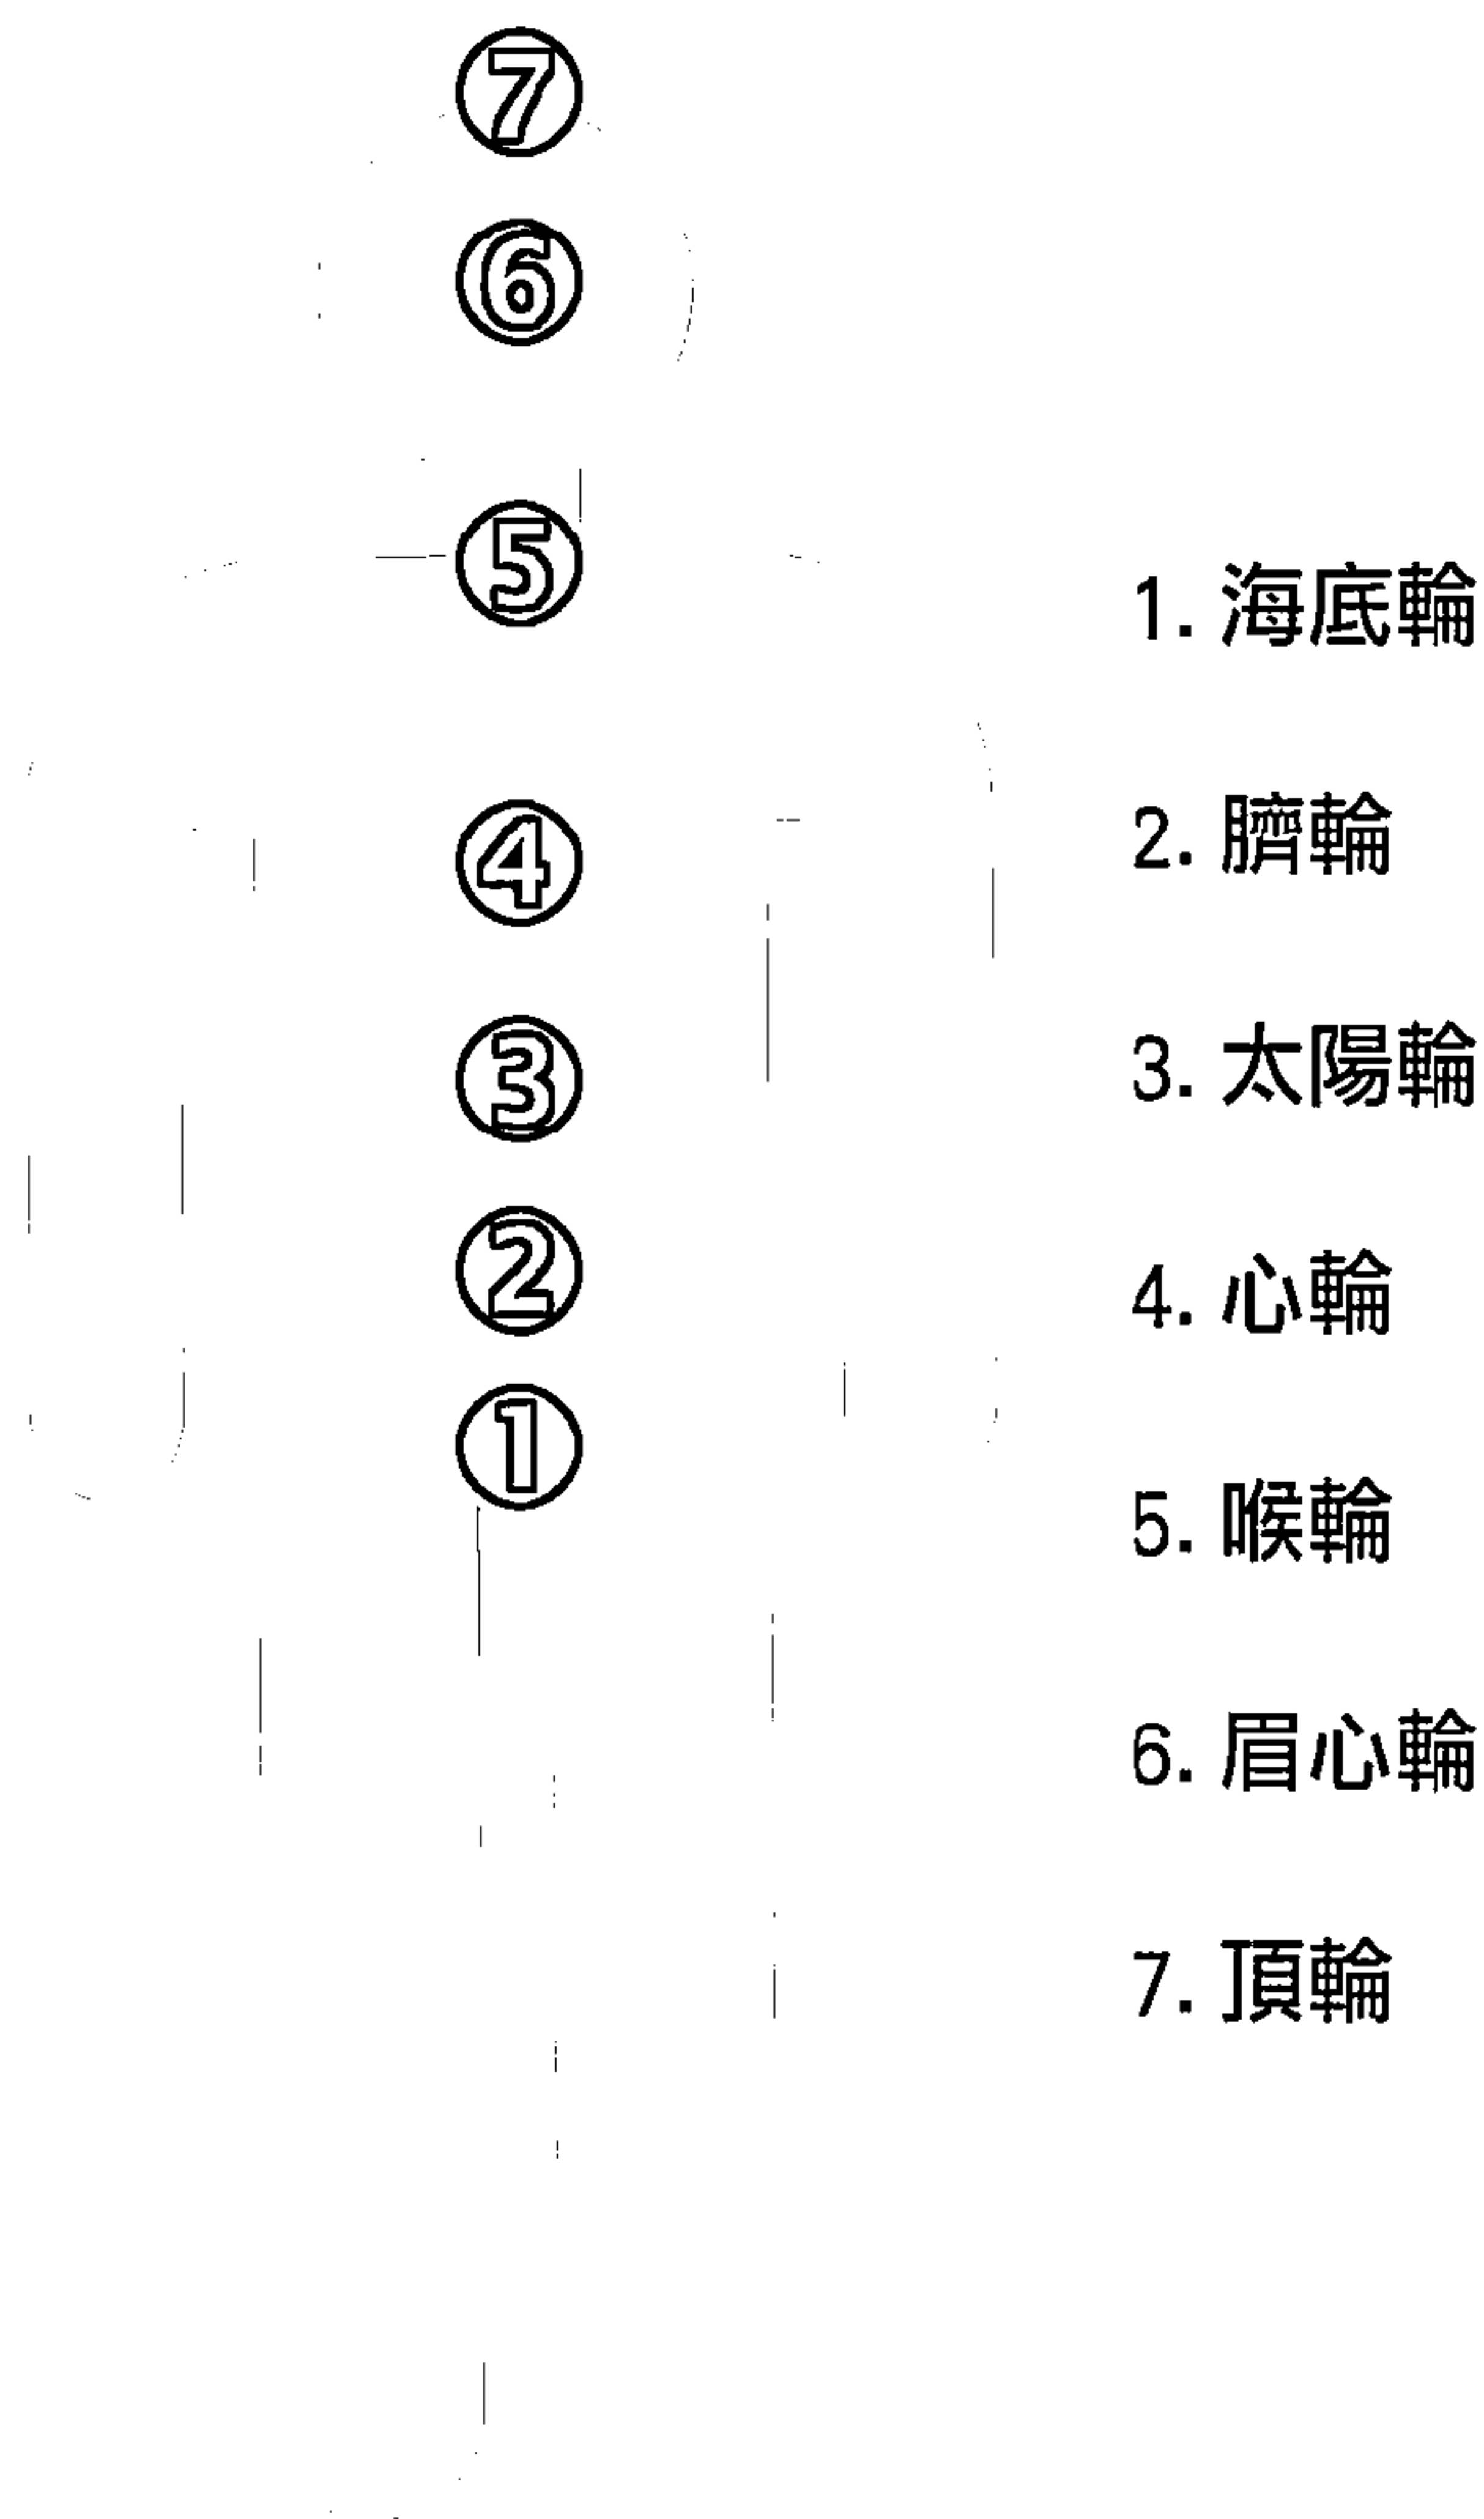 ⑦
⑥
⑤
④
③
②
①
1. 海底輪
2. 臍輪
3. 太陽輪
4. 心輪
5. 喉輪
6. 眉心輪
7. 頂輪